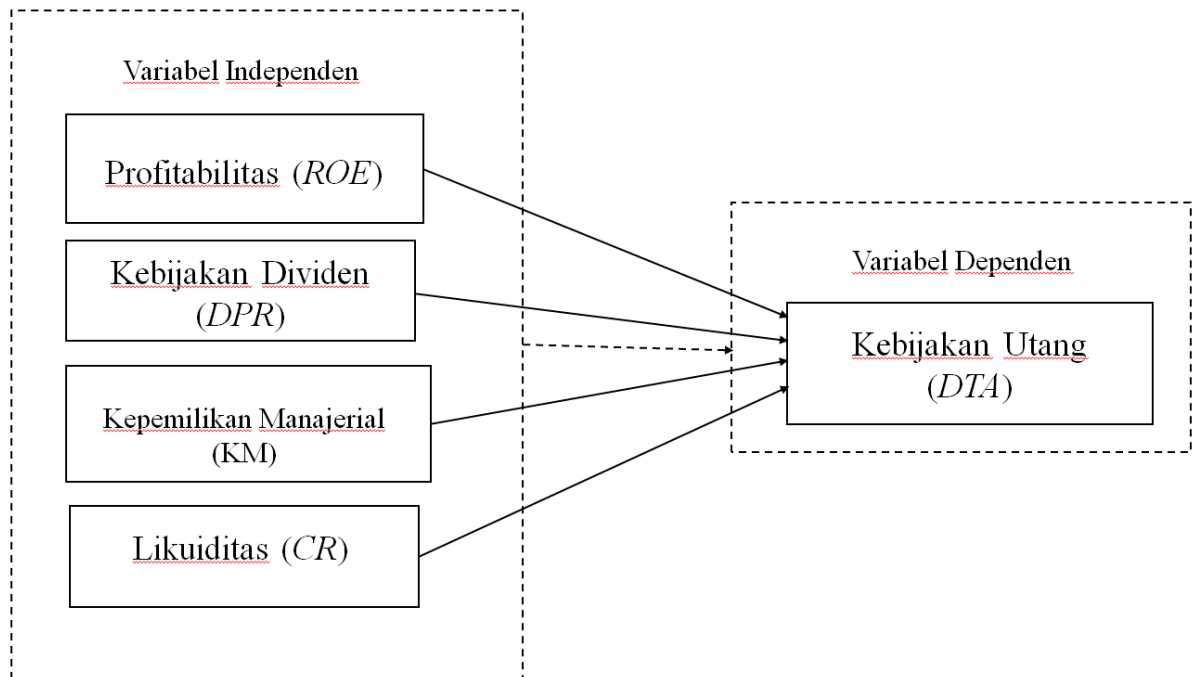 Variabel Independen
Profitabilitas (ROE)
Kebijakan Dividen
(DPR)
Kepemilikan Manajerial
(KM)
Likuiditas (CR)
Variabel Dependen
Kebijakan Utang
(DTA)